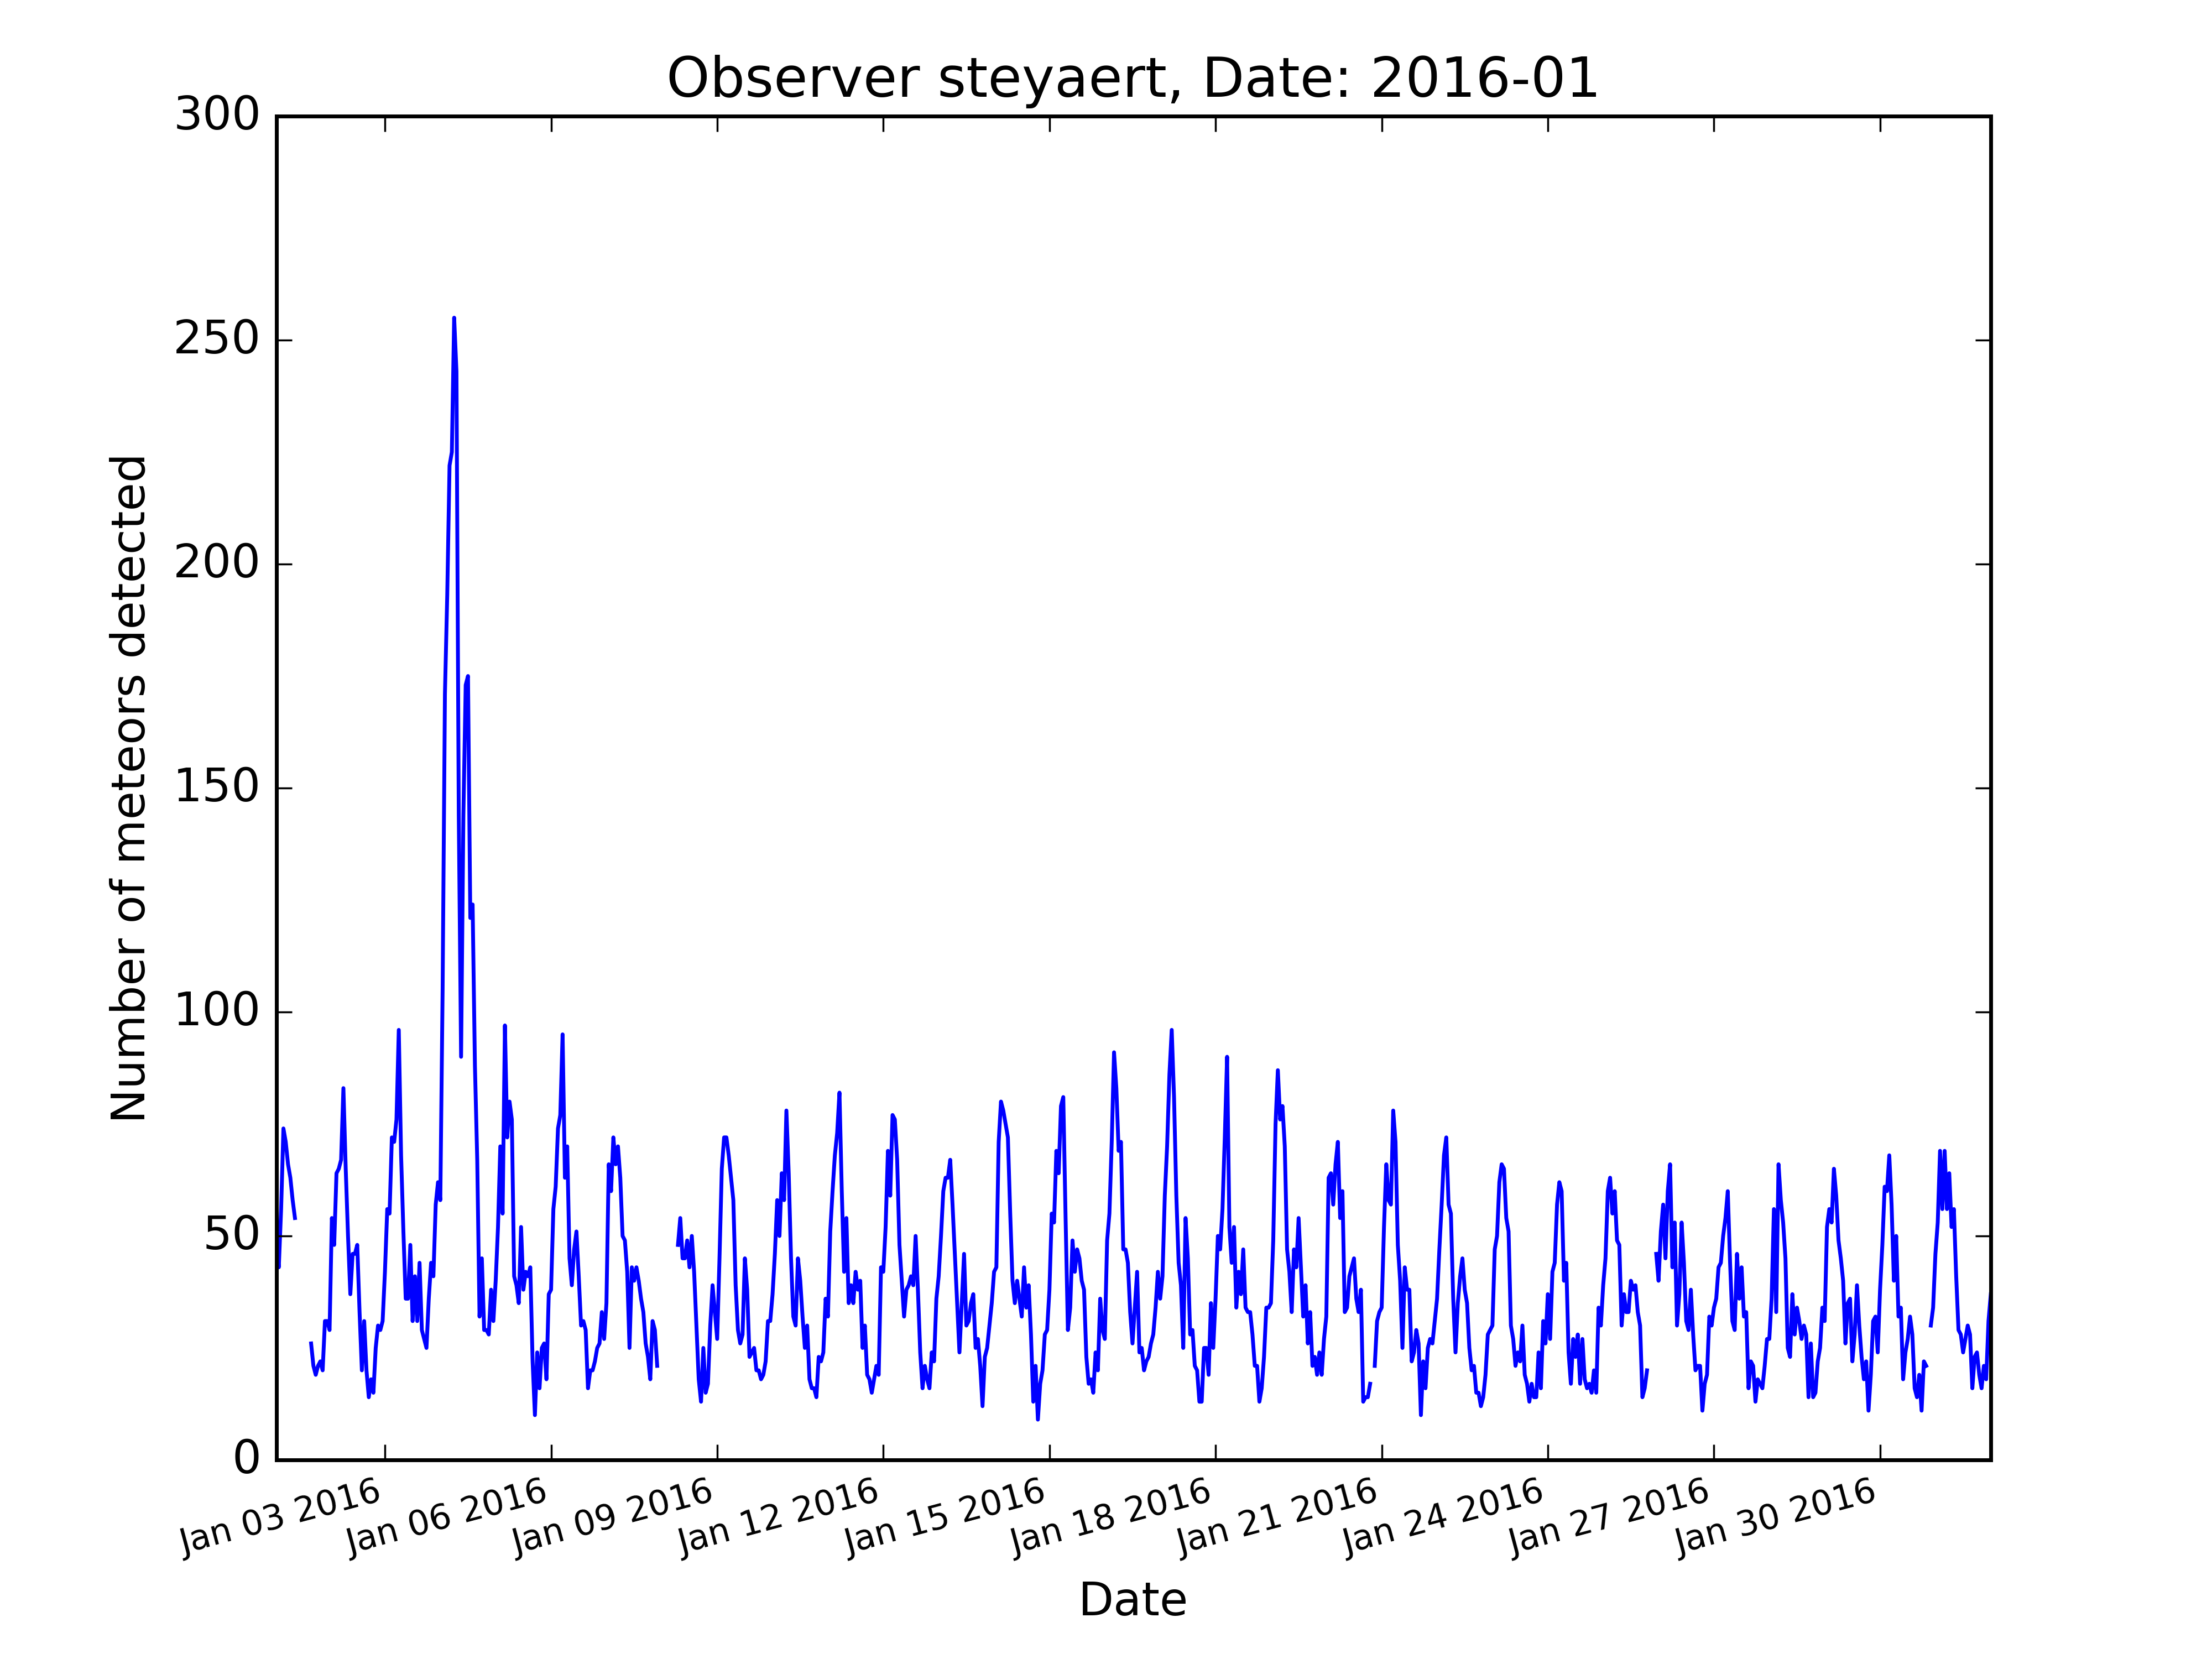 Observer steyaert, Date: 2016-01
300
250
200
150
100
50
0
Number of meteors detected
Jan 03 2016
Jan 06 2016
Jan 09 2016
Jan 12 2016
Jan 15 2016
Jan 18 2016
Jan 21 2016
Jan 24 2016
Jan 27 2016
Jan 30 2016
Date